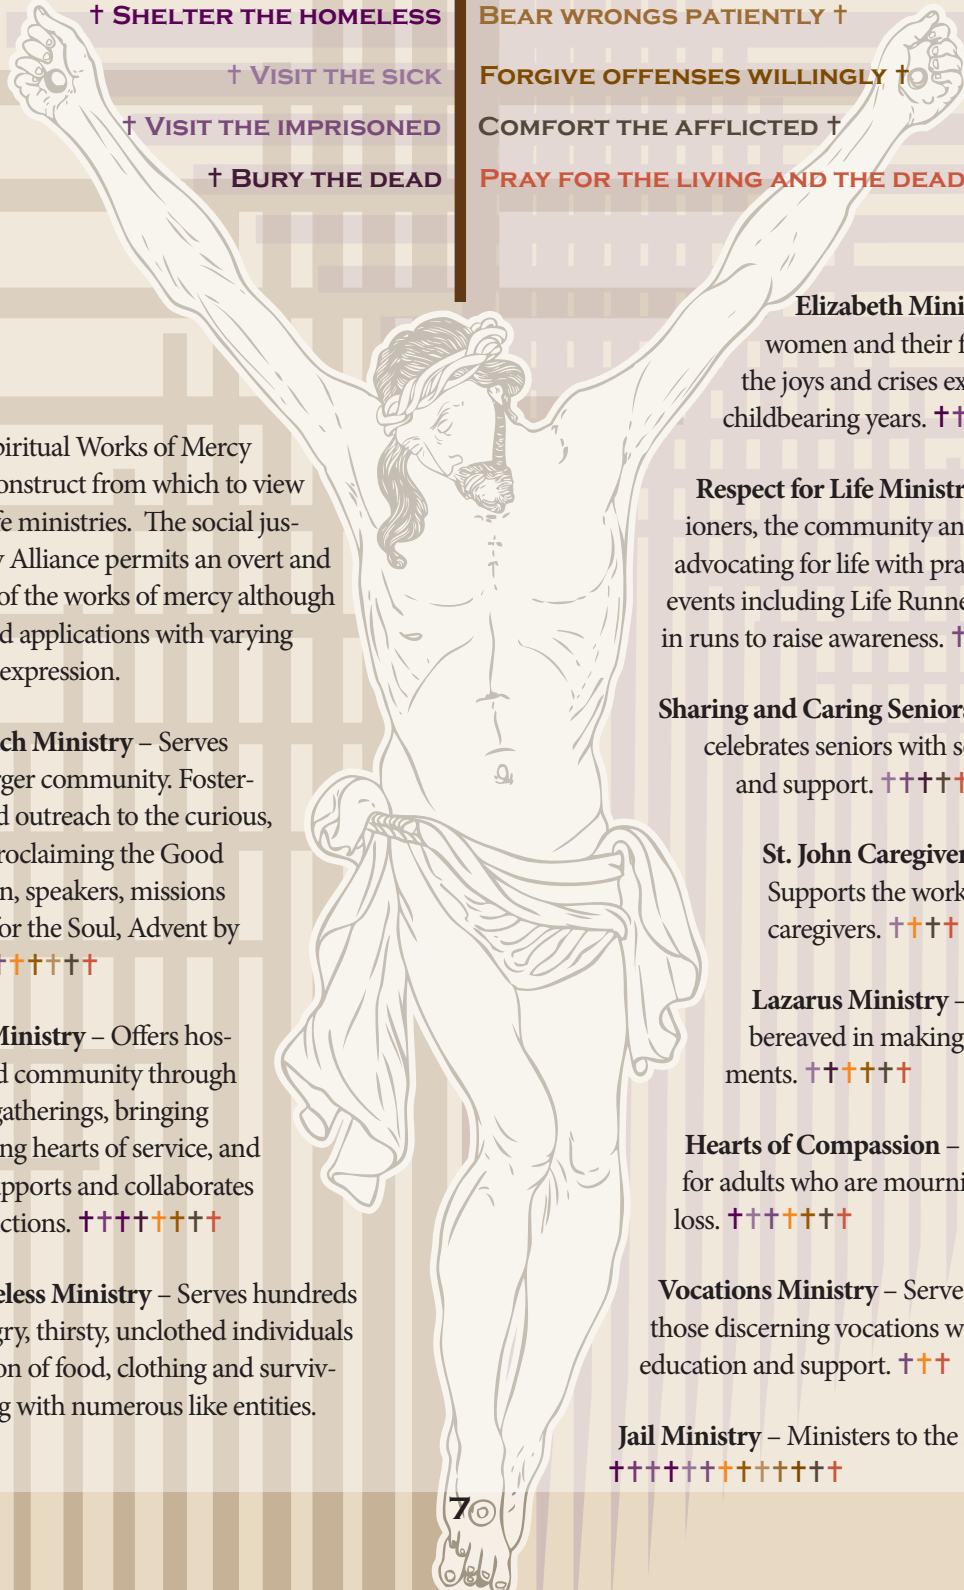 † Shelter the homeless
† Visit the sick
† Visit the imprisoned
† Bury the dead
Bear wrongs patiently †
Forgive offenses willingly †
Comfort the afflicted †
Pray for the living and the dead
piritual Works of Mercy
onstruct from which to view
fe ministries. The social jus-
y Alliance permits an overt and
of the works of mercy although
d applications with varying
expression.
ch Ministry – Serves
rger community. Foster-
d outreach to the curious,
roclaiming the Good
n, speakers, missions
for the Soul, Advent by
††††††
Ministry – Offers hos-
d community through
gatherings, bringing
ng hearts of service, and
upports and collaborates
ctions. ††††††††
eless Ministry – Serves hundreds
gry, thirsty, unclothed individuals
on of food, clothing and surviv-
g with numerous like entities.
Elizabeth Mini
women and their f
the joys and crises ex
childbearing years. ††
Respect for Life Ministr
ioners, the community an
advocating for life with pra
events including Life Runne
in runs to raise awareness. †
Sharing and Caring Seniors
celebrates seniors with s
and support. †††††
St. John Caregiver
Supports the work
caregivers. ††††
Lazarus Ministry –
bereaved in making
ments. ††††††
Hearts of Compassion –
for adults who are mourni
loss. †††††††
Vocations Ministry – Serve
those discerning vocations w
education and support. †††
Jail Ministry – Ministers to the
†††††††††††††
7